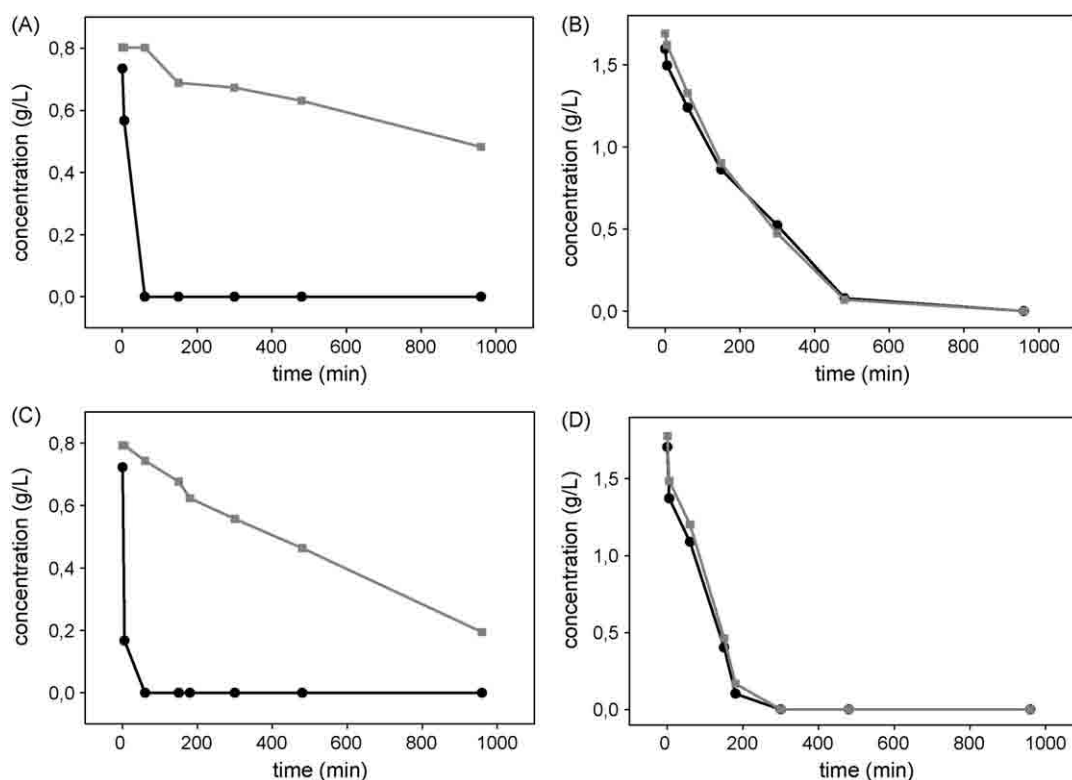 (A)
concentration (g/L)
0,8
0,6
0,4
0,2
0,0
0 200 400 600 800 1000
time (min)
(B)
concentration (g/L)
1,5
1,0
0,5
0,0
0 200 400 600 800 1000
time (min)
(C)
concentration (g/L)
0,8
0,6
0,4
0,2
0,0
0 200 400 600 800 1000
time (min)
(D)
concentration (g/L)
1,5
1,0
0,5
0,0
0 200 400 600 800 1000
time (min)